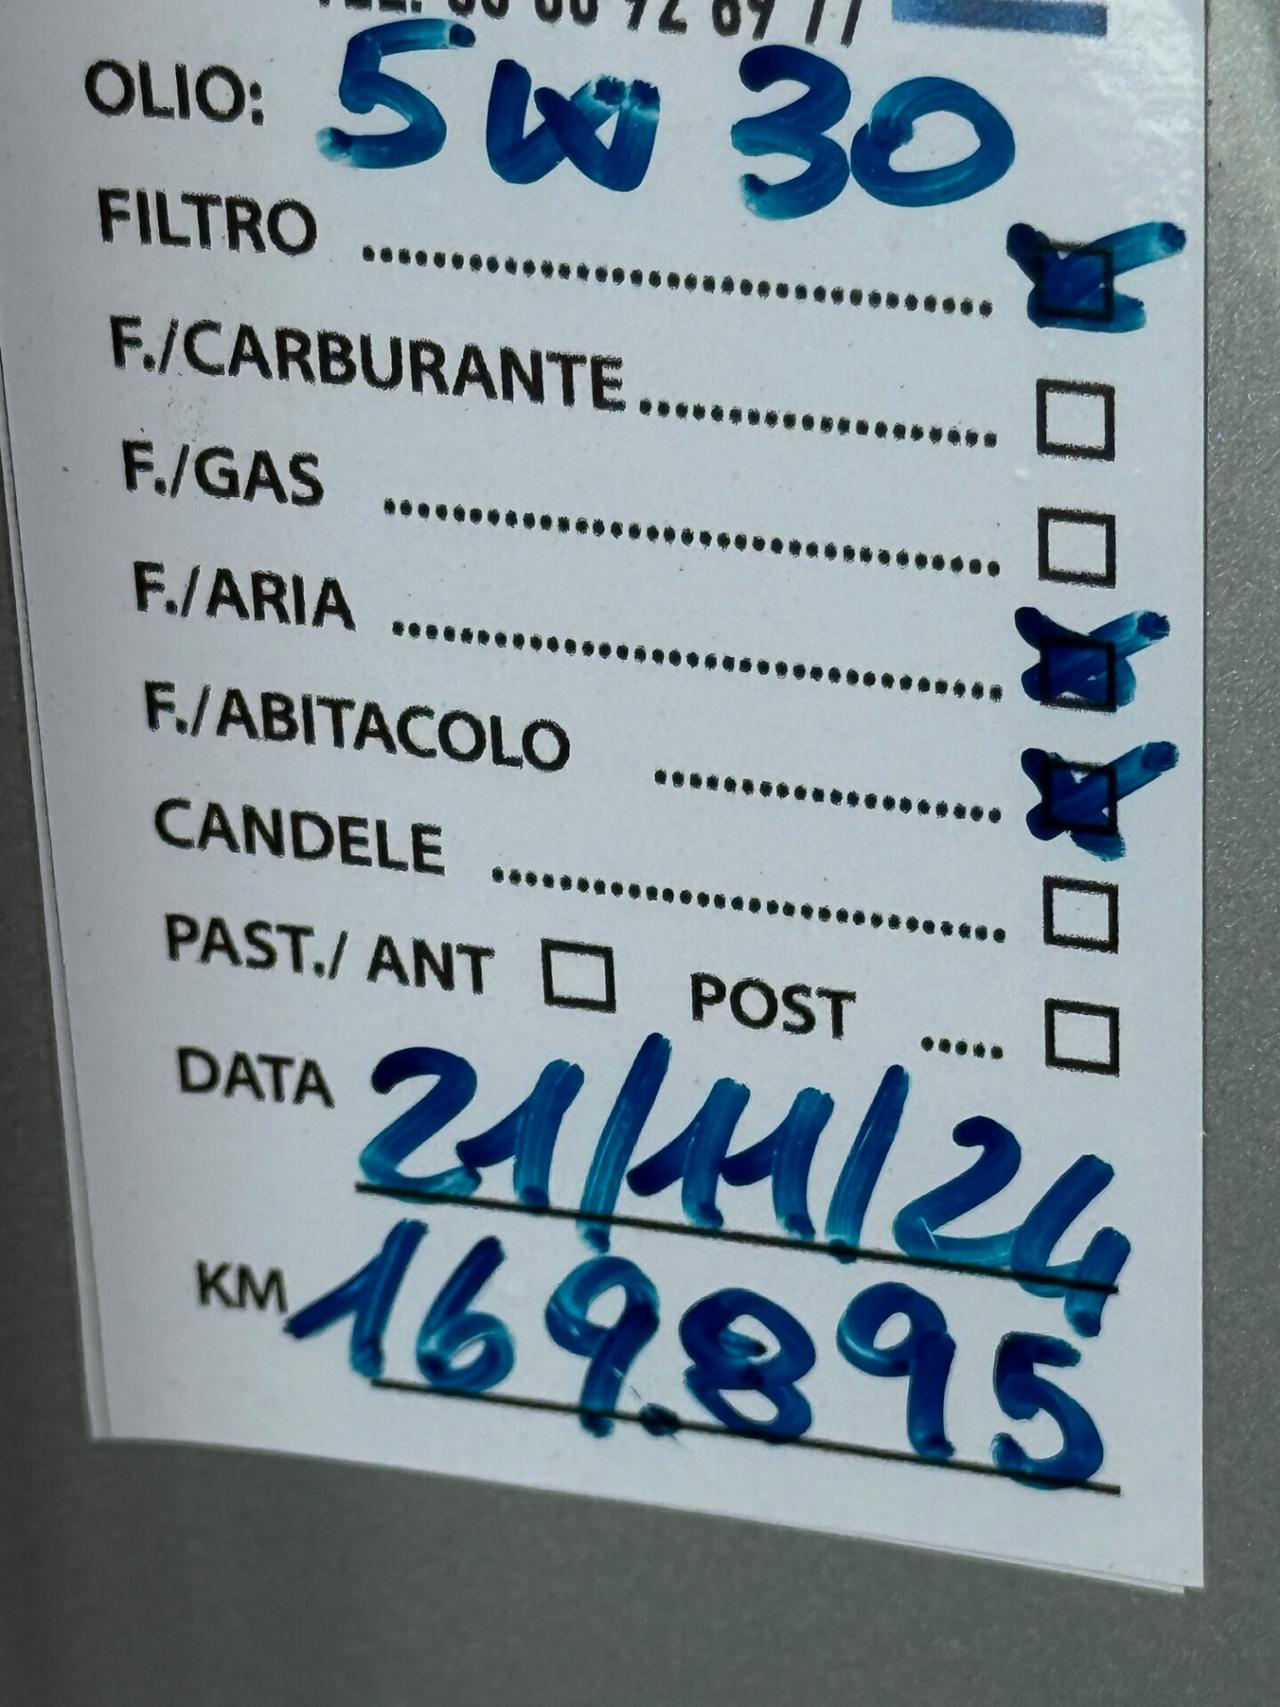 OLIO: 5W30
FILTRO ☒
F./CARBURANTE ☐
F./GAS ☐
F./ARIA ☒
F./ABITACOLO ☒
CANDELE ☐
PAST./ ANT ☐ POST ☐
DATA 21/11/24
KM 169.895